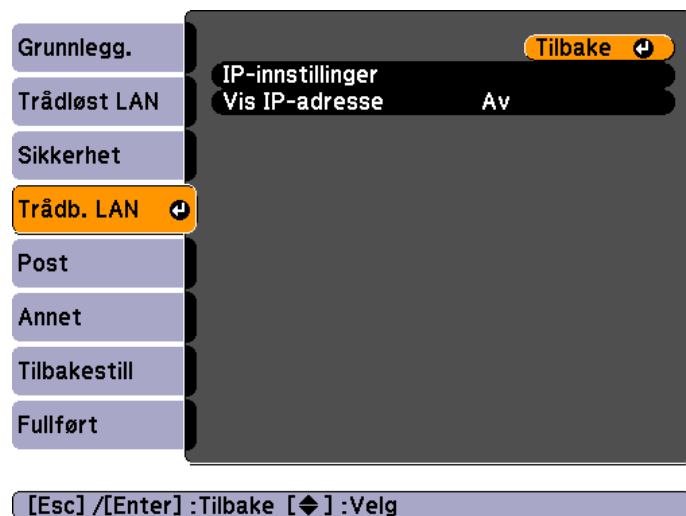 Grunnlegg.
Trådløst LAN
Sikkerhet
Trådb. LAN
Post
Annet
Tilbakestill
Fullført
Tilbake
IP-innstillinger
Vis IP-adresse Av
[Esc] /[Enter] :Tilbake [◆] :Velg